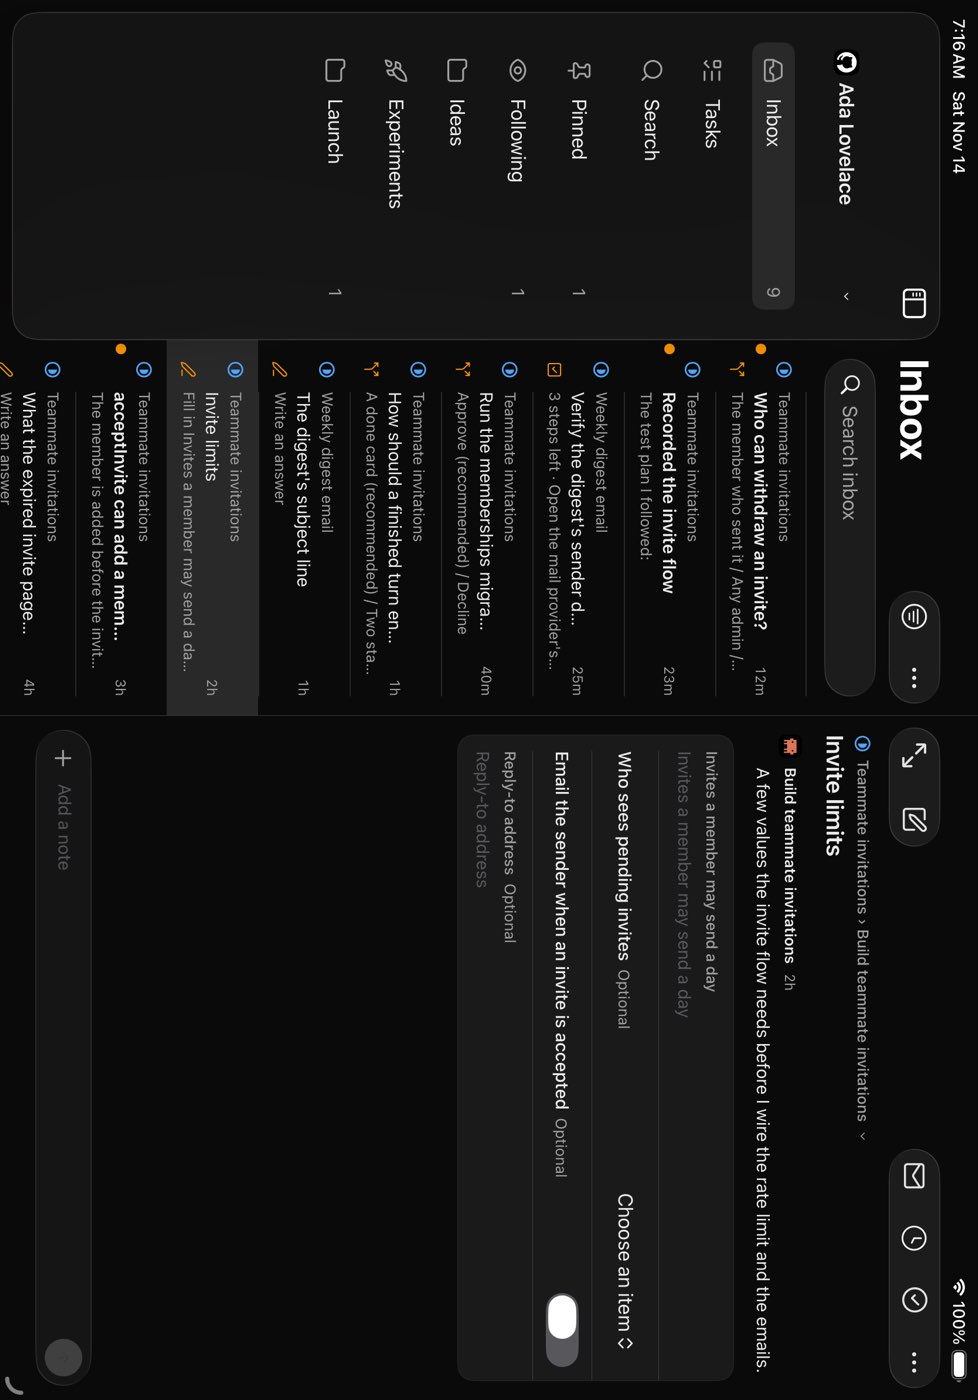 7:16 AM Sat Nov 14
100%
Ada Lovelace
Inbox 9
Tasks
Search
Pinned 1
Following 1
Ideas
Experiments
Launch 1
Inbox
Search inbox
Teammate invitations
Who can withdraw an invite? 12m
The member who sent it / Any admin /...
Teammate invitations
Recorded the invite flow 23m
The test plan I followed:
Weekly digest email
Verify the digest's sender d... 25m
3 steps left · Open the mail provider's...
Teammate invitations
Run the memberships migra... 40m
Approve (recommended) / Decline
Teammate invitations
How should a finished turn en... 1h
A done card (recommended) / Two sta...
Weekly digest email
The digest's subject line 1h
Write an answer
Teammate invitations
Invite limits 2h
Fill in Invites a member may send a da...
Teammate invitations
acceptInvite can add a mem... 3h
The member is added before the invit...
Teammate invitations
What the expired invite page... 4h
Write an answer
Teammate invitations › Build teammate invitations
Invite limits
Build teammate invitations 2h
A few values the invite flow needs before I wire the rate limit and the emails.
Invites a member may send a day
Invites a member may send a day
Who sees pending invites Optional Choose an item
Email the sender when an invite is accepted Optional
Reply-to address Optional
Reply-to address
Add a note